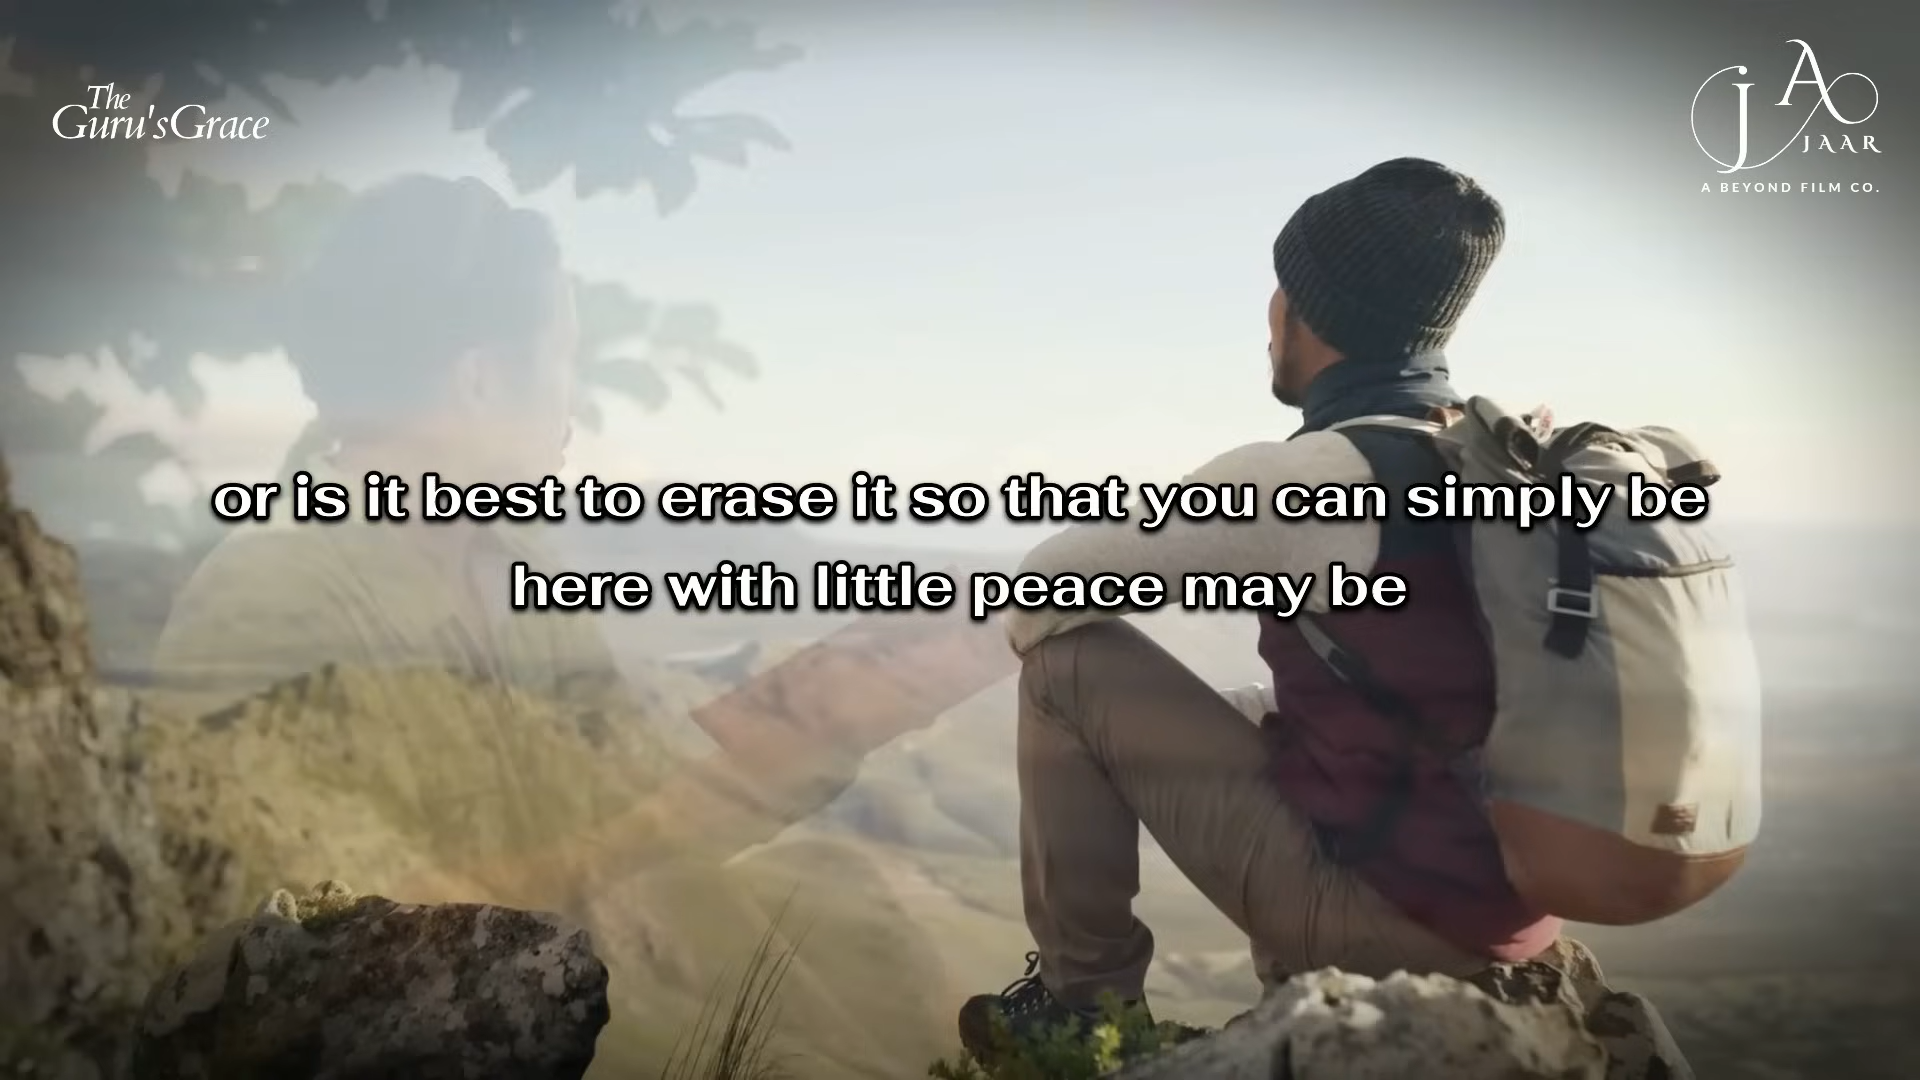 The
Guru's Grace
J A
JAAR
A BEYOND FILM CO.
or is it best to erase it so that you can simply be
here with little peace may be